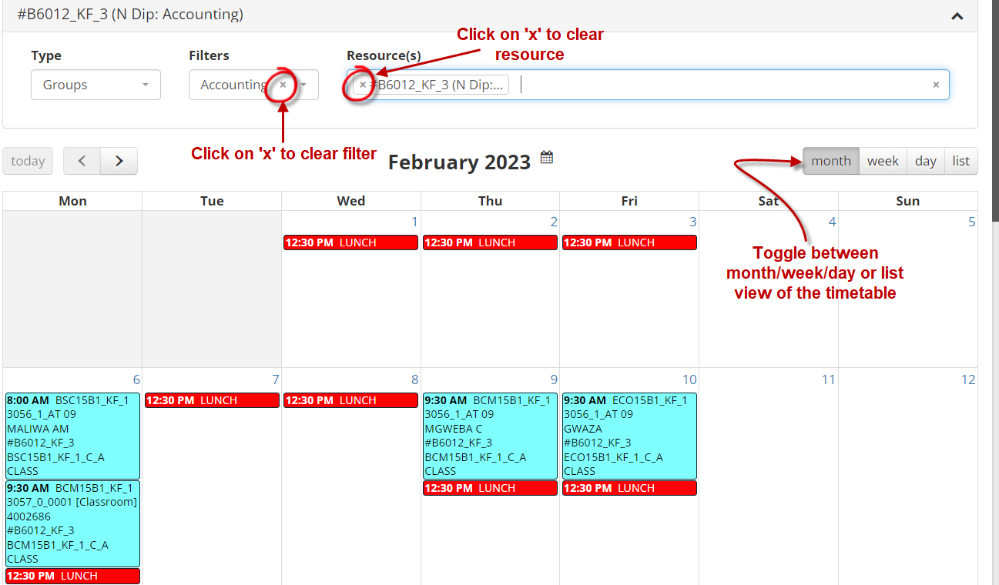 #B6012_KF_3 (N Dip: Accounting)
Click on 'x' to clear
resource
Type
Filters
Resource(s)
Groups
Accounting ×
× #B6012_KF_3 (N Dip:...
×
Click on 'x' to clear filter
today
February 2023
month week day list
Mon Tue Wed Thu Fri Sat Sun
1 2 3 4 5
12:30 PM LUNCH
12:30 PM LUNCH
12:30 PM LUNCH
Toggle between
month/week/day or list
view of the timetable
6 7 8 9 10 11 12
8:00 AM BSC15B1_KF_1
3056_1_AT 09
MALIWA AM
#B6012_KF_3
BSC15B1_KF_1_C_A
CLASS
9:30 AM BCM15B1_KF_1
3057_0_0001 [Classroom]
4002686
#B6012_KF_3
BCM15B1_KF_1_C_A
CLASS
12:30 PM LUNCH
12:30 PM LUNCH
12:30 PM LUNCH
9:30 AM BCM15B1_KF_1
3056_1_AT 09
MGWEBA C
#B6012_KF_3
BCM15B1_KF_1_C_A
CLASS
12:30 PM LUNCH
9:30 AM ECO15B1_KF_1
3056_1_AT 09
GWAZA
#B6012_KF_3
ECO15B1_KF_1_C_A
CLASS
12:30 PM LUNCH